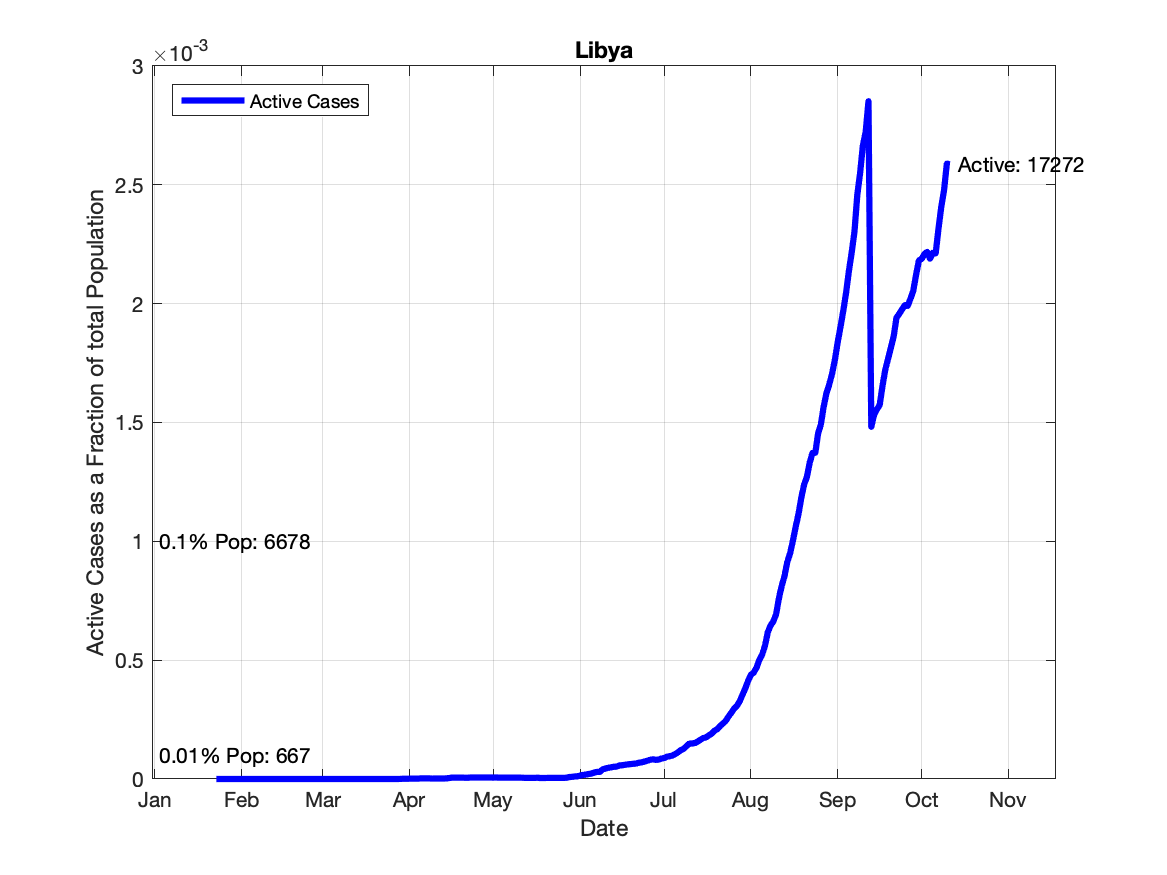 Libya
×10-3
3
2.5
2
1.5
1
0.5
0
Active Cases as a Fraction of total Population
Active Cases
Active: 17272
0.1% Pop: 6678
0.01% Pop: 667
Jan Feb Mar Apr May Jun Jul Aug Sep Oct Nov
Date